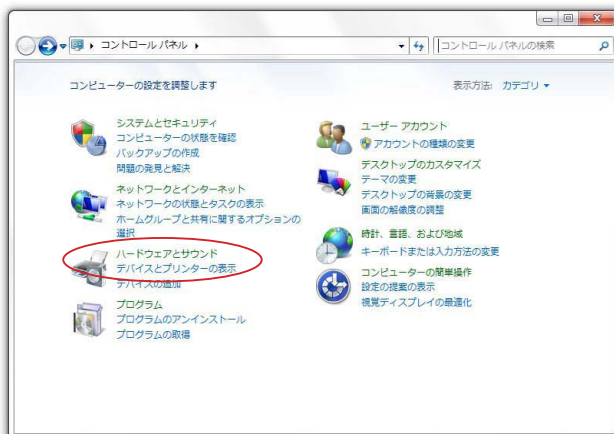 コントロール パネル
コントロール パネルの検索
コンピューターの設定を調整します
表示方法: カテゴリ
システムとセキュリティ
コンピューターの状態を確認
バックアップの作成
問題の発見と解決
ネットワークとインターネット
ネットワークの状態とタスクの表示
ホームグループと共有に関するオプションの
選択
ハードウェアとサウンド
デバイスとプリンターの表示
デバイスの追加
プログラム
プログラムのアンインストール
プログラムの取得
ユーザー アカウント
アカウントの種類の変更
デスクトップのカスタマイズ
テーマの変更
デスクトップの背景の変更
画面の解像度の調整
時計、言語、および地域
キーボードまたは入力方法の変更
コンピューターの簡単操作
設定の提案の表示
視覚ディスプレイの最適化